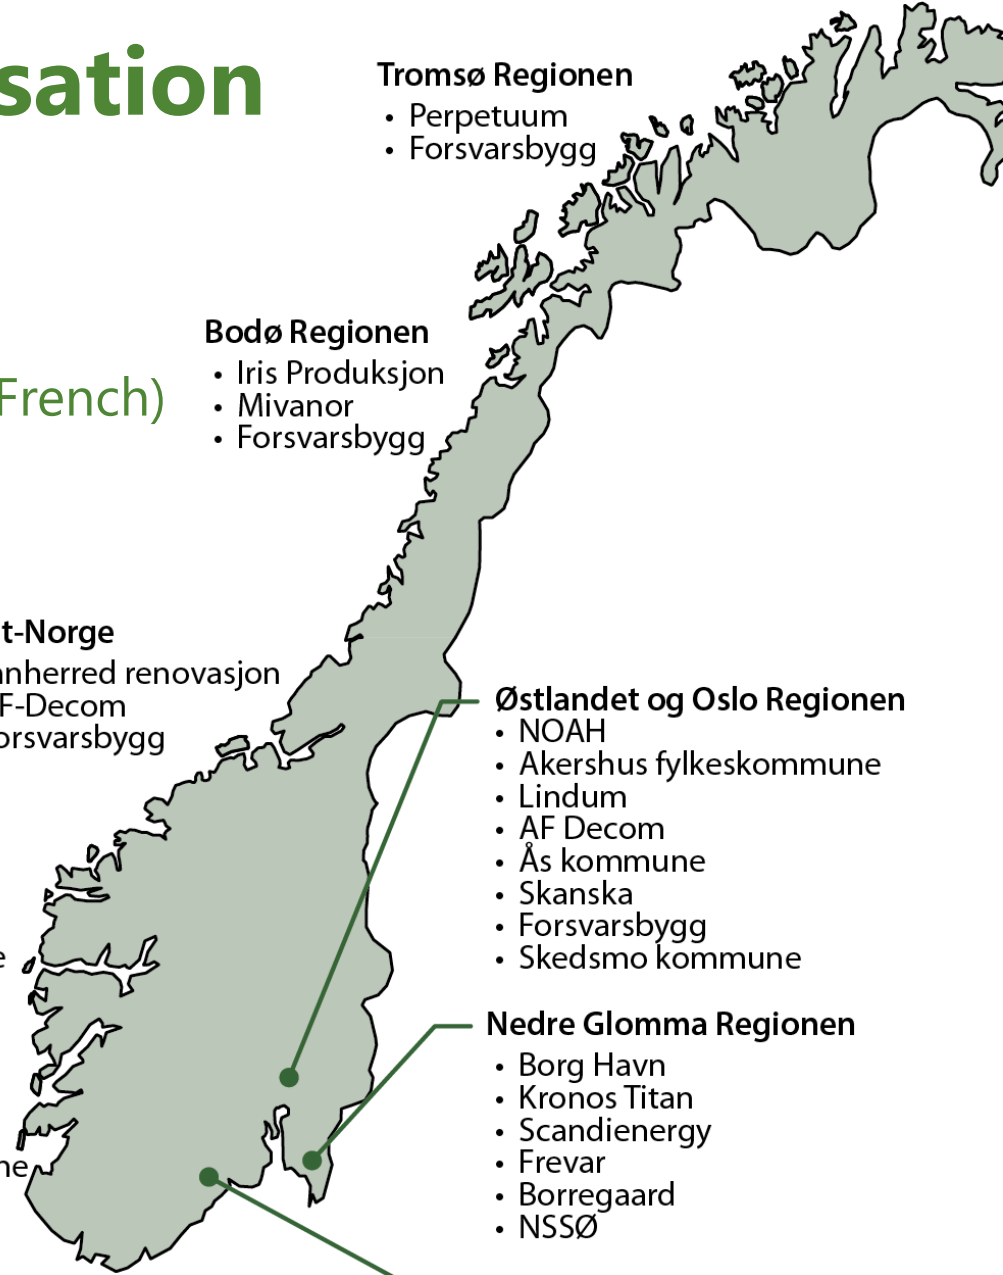 sation
Tromsø Regionen
• Perpetuum
• Forsvarsbygg
Bodø Regionen
• Iris Produksjon
• Mivanor
• Forsvarsbygg
French)
t-Norge
nherred renovasjon
F-Decom
orsvarsbygg
Østlandet og Oslo Regionen
• NOAH
• Akershus fylkeskommune
• Lindum
• AF Decom
• Ås kommune
• Skanska
• Forsvarsbygg
• Skedsmo kommune
e
Nedre Glomma Regionen
• Borg Havn
• Kronos Titan
• Scandienergy
• Frevar
• Borregaard
• NSSØ
ne